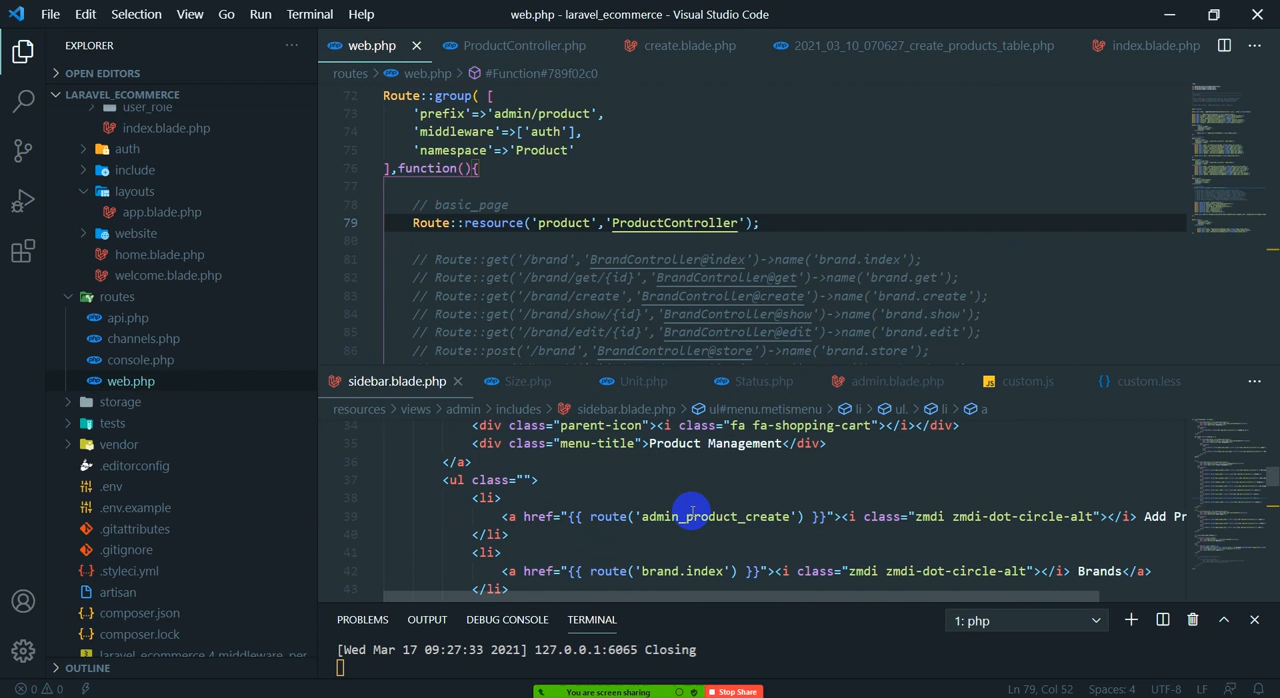 File Edit Selection View Go Run Terminal Help
web.php - laravel_ecommerce - Visual Studio Code
EXPLORER
OPEN EDITORS
LARAVEL_ECOMMERCE
user_role
index.blade.php
auth
include
layouts
app.blade.php
website
home.blade.php
welcome.blade.php
routes
api.php
channels.php
console.php
web.php
storage
tests
vendor
.editorconfig
.env
.env.example
.gitattributes
.gitignore
.styleci.yml
artisan
composer.json
composer.lock
laravel_ecommerce 4 middleware_per
OUTLINE
web.php ProductController.php create.blade.php 2021_03_10_070627_create_products_table.php index.blade.php
routes > web.php > #Function#789f02c0
72 Route::group( [
73 'prefix'=>'admin/product',
74 'middleware'=>['auth'],
75 'namespace'=>'Product'
76 ],function(){
77
78 // basic_page
79 Route::resource('product','ProductController');
80
81 // Route::get('/brand','BrandController@index')->name('brand.index');
82 // Route::get('/brand/get/{id}','BrandController@get')->name('brand.get');
83 // Route::get('/brand/create','BrandController@create')->name('brand.create');
84 // Route::get('/brand/show/{id}','BrandController@show')->name('brand.show');
85 // Route::get('/brand/edit/{id}','BrandController@edit')->name('brand.edit');
86 // Route::post('/brand','BrandController@store')->name('brand.store');
sidebar.blade.php Size.php Unit.php Status.php admin.blade.php JS custom.js {} custom.less
resources > views > admin > includes > sidebar.blade.php > ul#menu.metismenu > li > ul. > li > a
34 <div class="parent-icon"><i class="fa fa-shopping-cart"></i></div>
35 <div class="menu-title">Product Management</div>
36 </a>
37 <ul class="">
38 <li>
39 <a href="{{ route('admin_product_create') }}"><i class="zmdi zmdi-dot-circle-alt"></i> Add Pr
40 </li>
41 <li>
42 <a href="{{ route('brand.index') }}"><i class="zmdi zmdi-dot-circle-alt"></i> Brands</a>
43 </li>
PROBLEMS OUTPUT DEBUG CONSOLE TERMINAL
1: php
[Wed Mar 17 09:27:33 2021] 127.0.0.1:6065 Closing
You are screen sharing Stop Share
0 0 Ln 79, Col 52 Spaces: 4 UTF-8 LF PHP